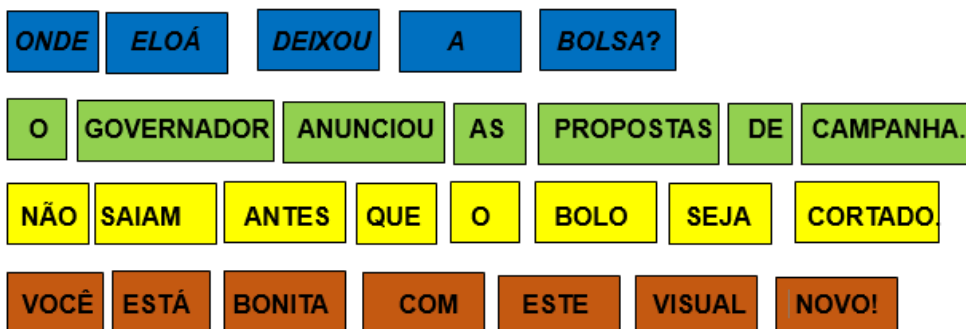 ONDE ELOÁ DEIXOU A BOLSA?
O GOVERNADOR ANUNCIOU AS PROPOSTAS DE CAMPANHA.
NÃO SAIAM ANTES QUE O BOLO SEJA CORTADO.
VOCÊ ESTÁ BONITA COM ESTE VISUAL NOVO!